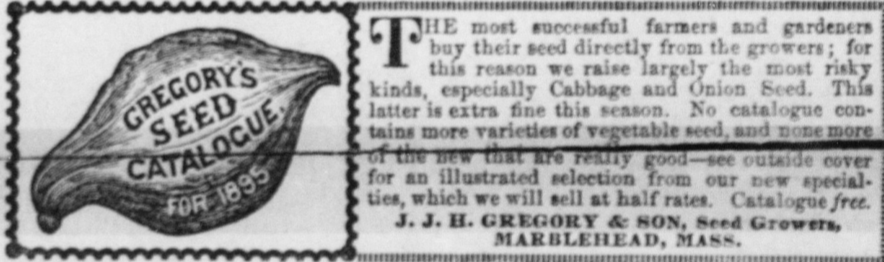 GREGORY'S
SEED
CATALOGUE.
FOR 1895
THE most successful farmers and gardeners
buy their seed directly from the growers; for
this reason we raise largely the most risky
kinds, especially Cabbage and Onion Seed. This
latter is extra fine this season. No catalogue con-
tains more varieties of vegetable seed, and none more
of the new that are really good—see outside cover
for an illustrated selection from our new special-
ties, which we will sell at half rates. Catalogue free.
J. J. H. GREGORY & SON, Seed Growers,
MARBLEHEAD, MASS.